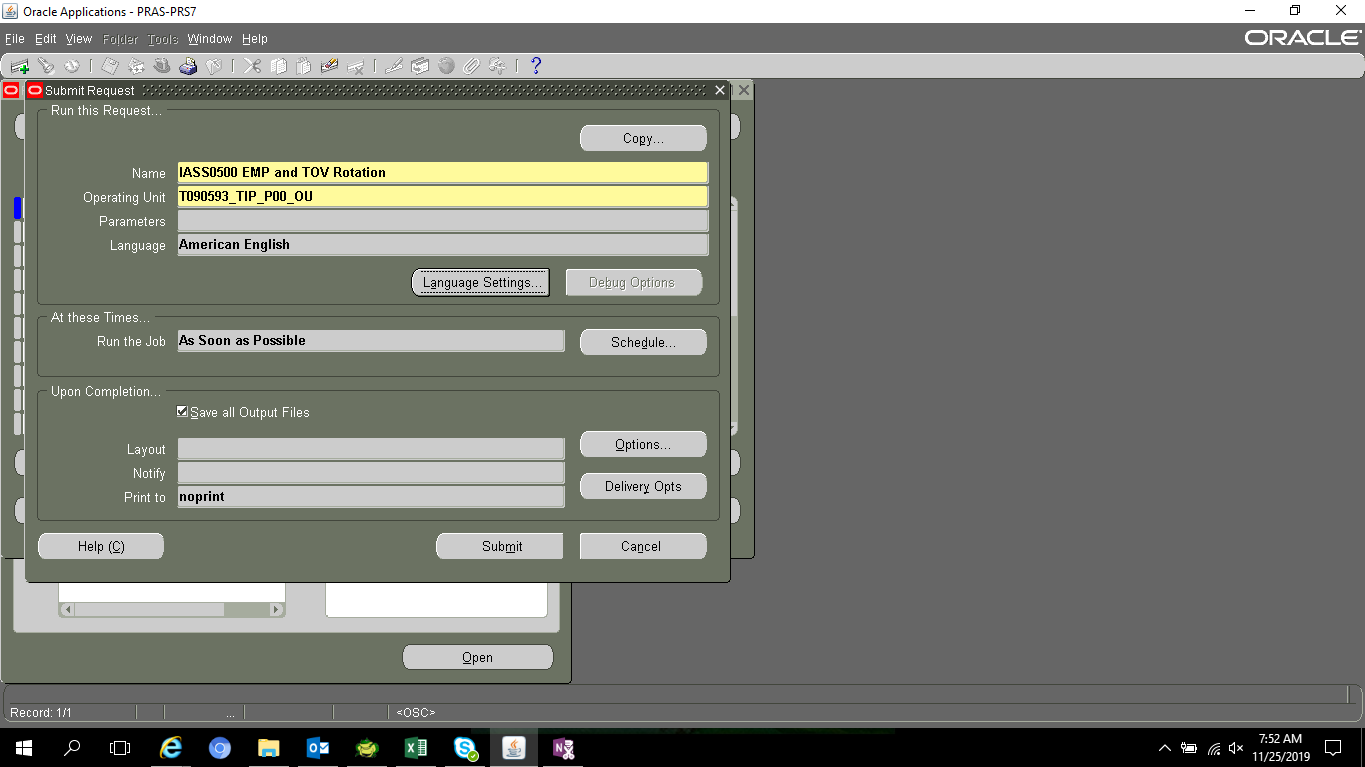 Oracle Applications - PRAS-PRS7
File Edit View Folder Tools Window Help
ORACLE
Submit Request
Run this Request...
Copy...
Name IASS0500 EMP and TOV Rotation
Operating Unit T090593_TIP_P00_OU
Parameters
Language American English
Language Settings... Debug Options
At these Times...
Run the Job As Soon as Possible Schedule...
Upon Completion...
Save all Output Files
Layout Options...
Notify
Delivery Opts
Print to noprint
Help (C) Submit Cancel
Open
Record: 1/1 ... <OSC>
7:52 AM
11/25/2019